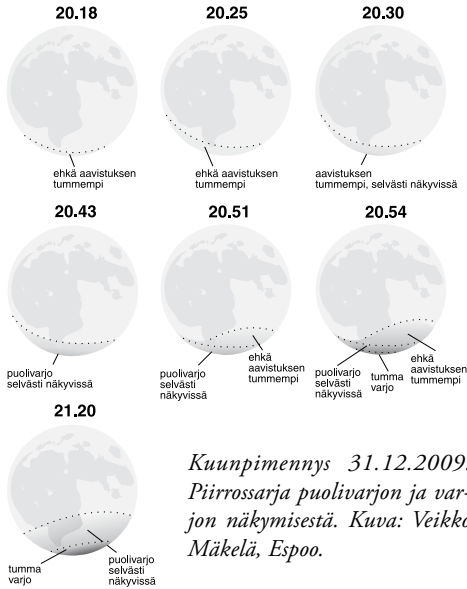 20.18
20.25
20.30
ehkä aavistuksen
tummempi
ehkä aavistuksen
tummempi
aavistuksen
tummempi, selvästi näkyvissä
20.43
20.51
20.54
puolivarjo
selvästi näkyvissä
puolivarjo
selvästi
näkyvissä
ehkä
aavistuksen
tummempi
puolivarjo
selvästi
näkyvissä
tumma
varjo
ehkä
aavistuksen
tummempi
21.20
tumma
varjo
puolivarjo
selvästi
näkyvissä
Kuunpimennys 31.12.2009.
Piirrossarja puolivarjon ja var-
jon näkymisestä. Kuva: Veikko
Mäkelä, Espoo.